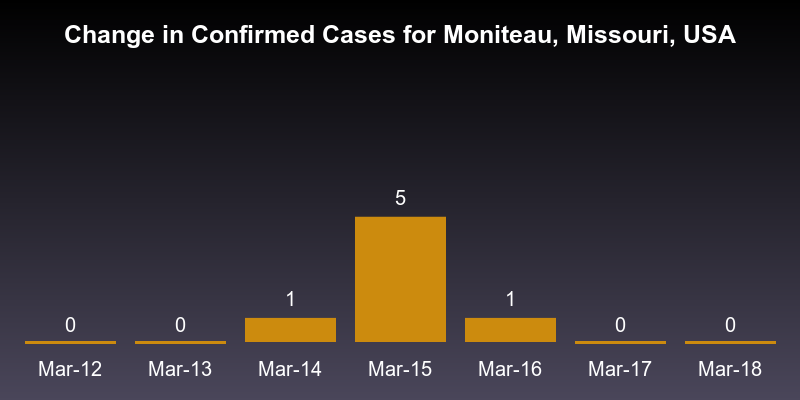 Change in Confirmed Cases for Moniteau, Missouri, USA
5
1
1
0
0
0
0
Mar-12
Mar-13
Mar-14
Mar-15
Mar-16
Mar-17
Mar-18